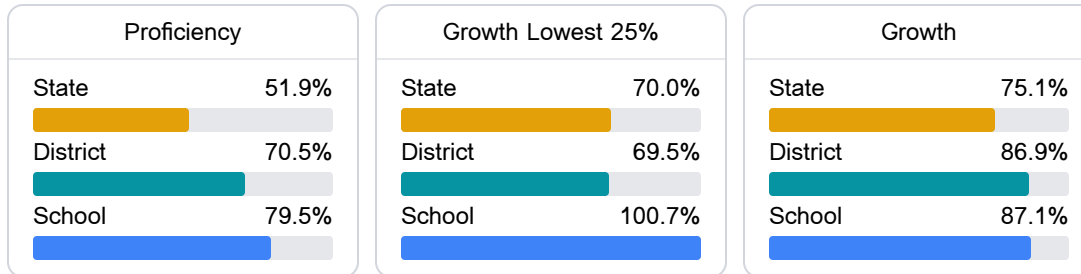 Proficiency
State 51.9%
District 70.5%
School 79.5%
Growth Lowest 25%
State 70.0%
District 69.5%
School 100.7%
Growth
State 75.1%
District 86.9%
School 87.1%